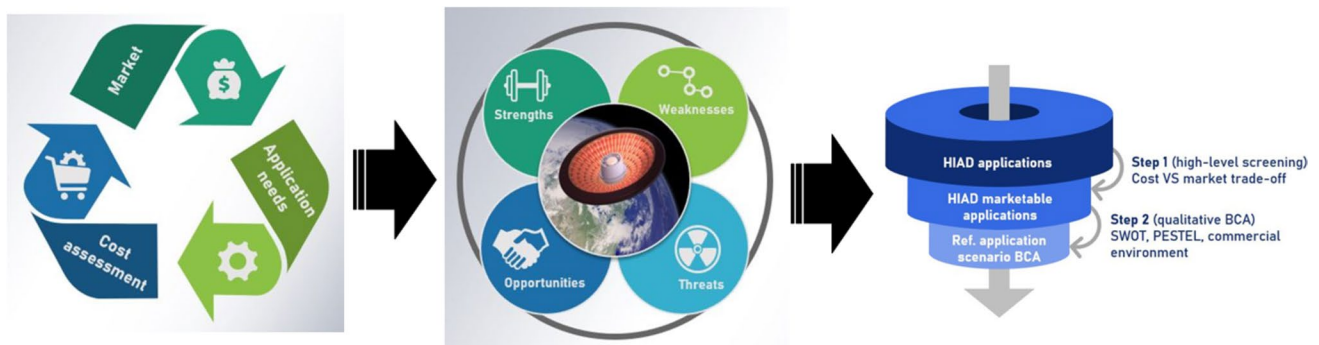 Market
$
Application
needs
Cost
assessment
Strengths
Weaknesses
Opportunities
Threats
HIAD applications
HIAD marketable
applications
Ref. application
scenario BCA
Step 1 (high-level screening)
Cost VS market trade-off
Step 2 (qualitative BCA)
SWOT, PESTEL, commercial
environment